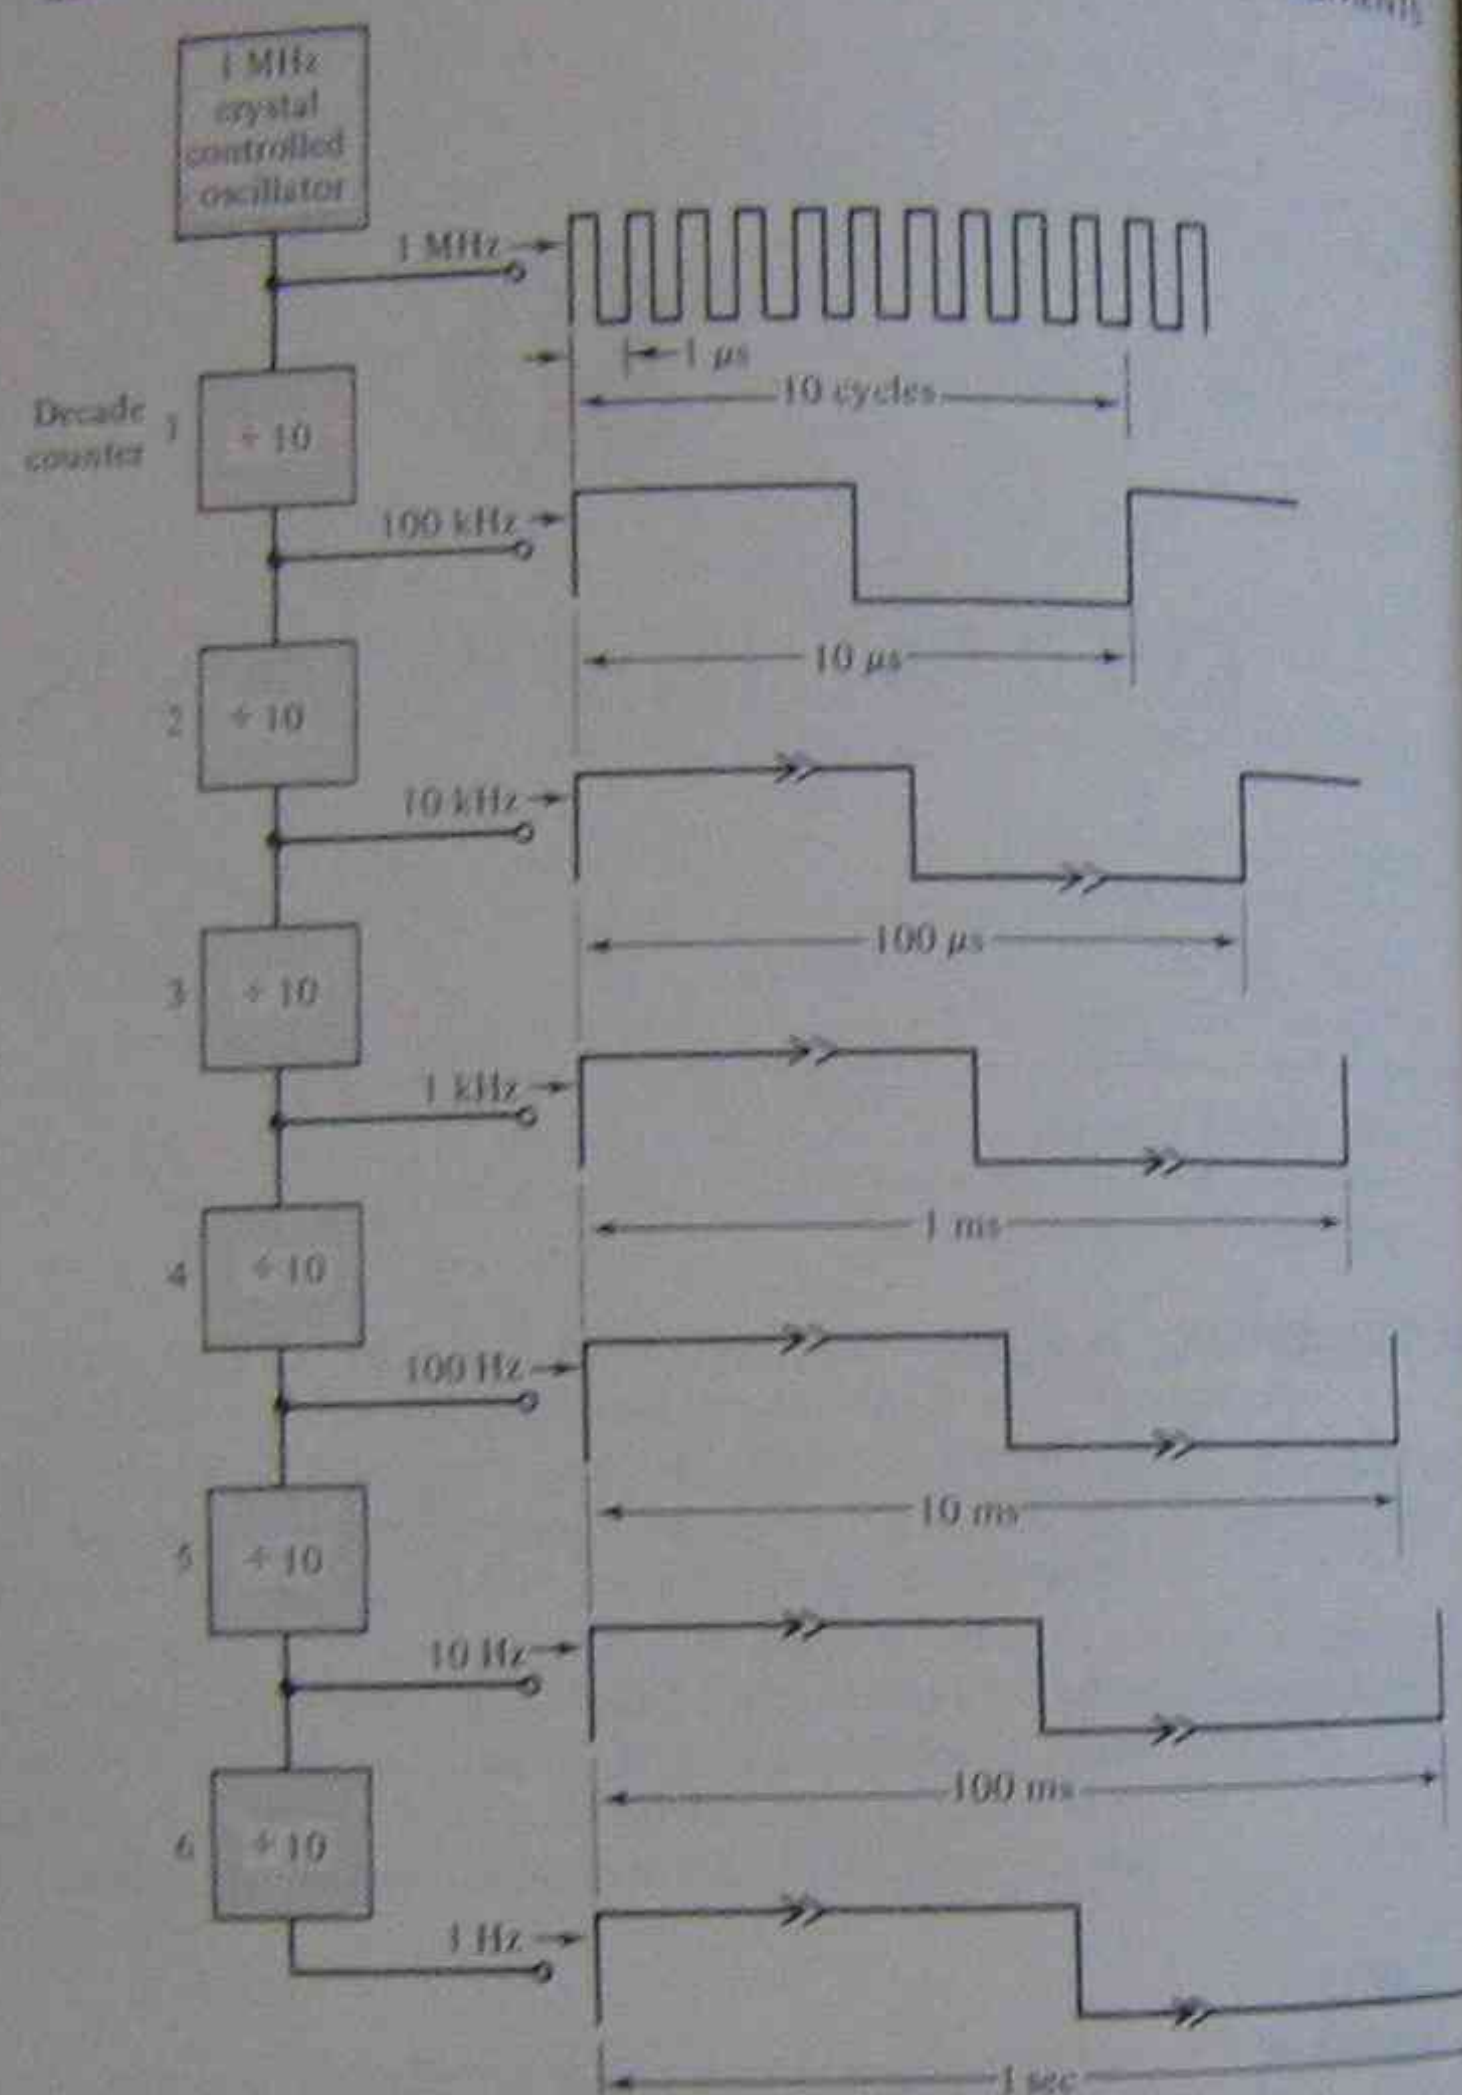 1 MHz
crystal
controlled
oscillator
1 MHz
1 μs
10 cycles
Decade
counter
1
÷ 10
100 kHz
10 μs
2
÷ 10
10 kHz
100 μs
3
÷ 10
1 kHz
1 ms
4
÷ 10
100 Hz
10 ms
5
÷ 10
10 Hz
100 ms
6
÷ 10
1 Hz
1 sec